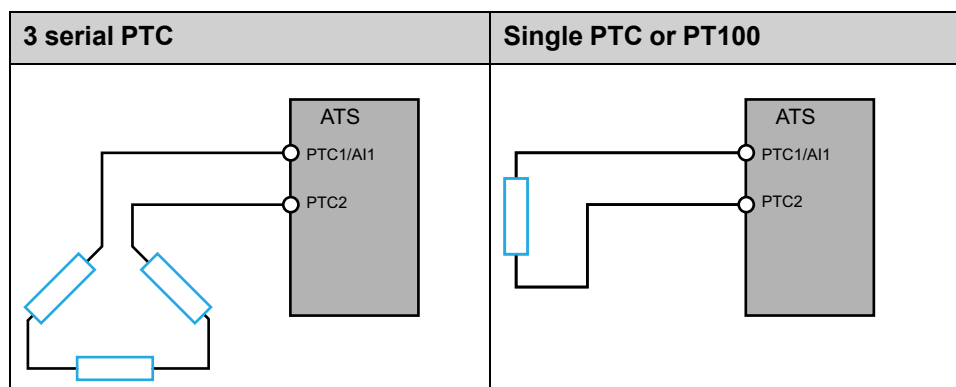 3 serial PTC
Single PTC or PT100
ATS
PTC1/AI1
PTC2
ATS
PTC1/AI1
PTC2